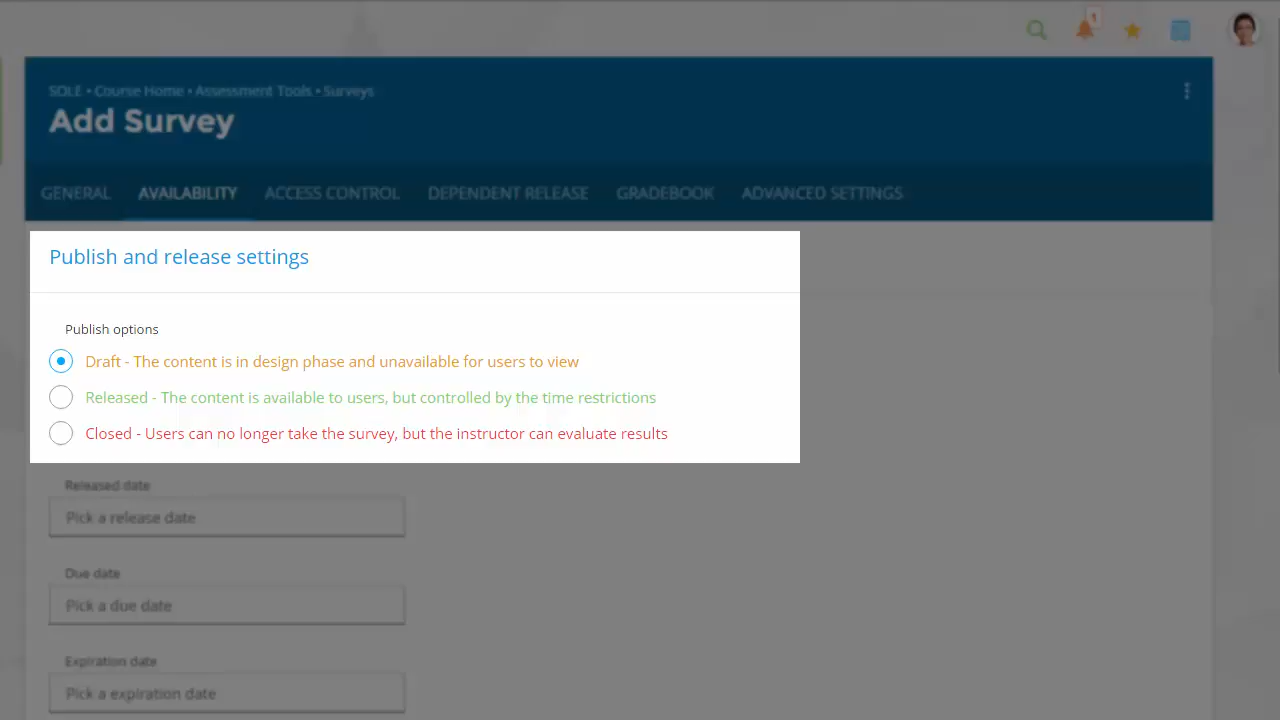 1
SOLE • Course Home • Assessment Tools • Surveys
Add Survey
GENERAL AVAILABILITY ACCESS CONTROL DEPENDENT RELEASE GRADEBOOK ADVANCED SETTINGS
Publish and release settings
Publish options
Draft - The content is in design phase and unavailable for users to view
Released - The content is available to users, but controlled by the time restrictions
Closed - Users can no longer take the survey, but the instructor can evaluate results
Released date
Pick a release date
Due date
Pick a due date
Expiration date
Pick a expiration date